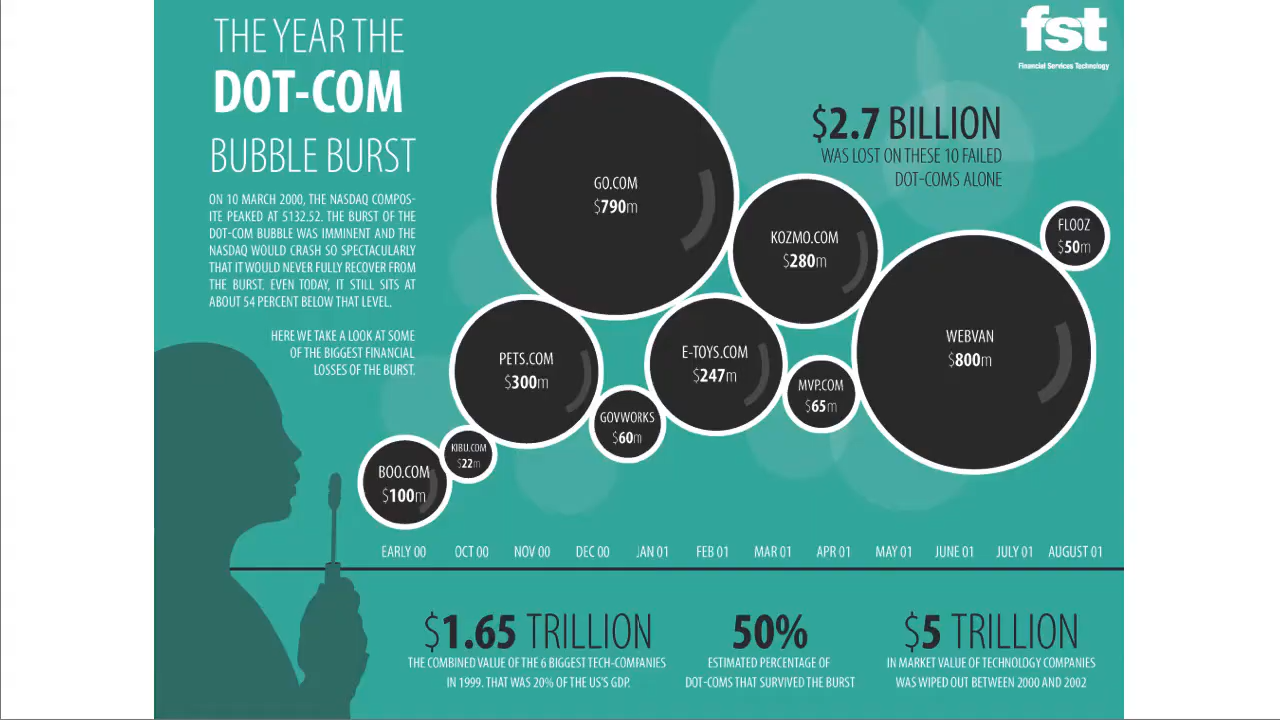 THE YEAR THE
DOT-COM
BUBBLE BURST
ON 10 MARCH 2000, THE NASDAQ COMPOS-
ITE PEAKED AT 5132.52. THE BURST OF THE
DOT-COM BUBBLE WAS IMMINENT AND THE
NASDAQ WOULD CRASH SO SPECTACULARLY
THAT IT WOULD NEVER FULLY RECOVER FROM
THE BURST. EVEN TODAY, IT STILL SITS AT
ABOUT 54 PERCENT BELOW THAT LEVEL.
HERE WE TAKE A LOOK AT SOME
OF THE BIGGEST FINANCIAL
LOSSES OF THE BURST.
fst
Financial Services Technology
$2.7 BILLION
WAS LOST ON THESE 10 FAILED
DOT-COMS ALONE
GO.COM
$790m
KOZMO.COM
$280m
FLOOZ
$50m
PETS.COM
$300m
E-TOYS.COM
$247m
WEBVAN
$800m
MVP.COM
$65m
GOVWORKS
$60m
KIBU.COM
$22m
BOO.COM
$100m
EARLY 00 OCT 00 NOV 00 DEC 00 JAN 01 FEB 01 MAR 01 APR 01 MAY 01 JUNE 01 JULY 01 AUGUST 01
$1.65 TRILLION
THE COMBINED VALUE OF THE 6 BIGGEST TECH-COMPANIES
IN 1999. THAT WAS 20% OF THE US'S GDP.
50%
ESTIMATED PERCENTAGE OF
DOT-COMS THAT SURVIVED THE BURST
$5 TRILLION
IN MARKET VALUE OF TECHNOLOGY COMPANIES
WAS WIPED OUT BETWEEN 2000 AND 2002